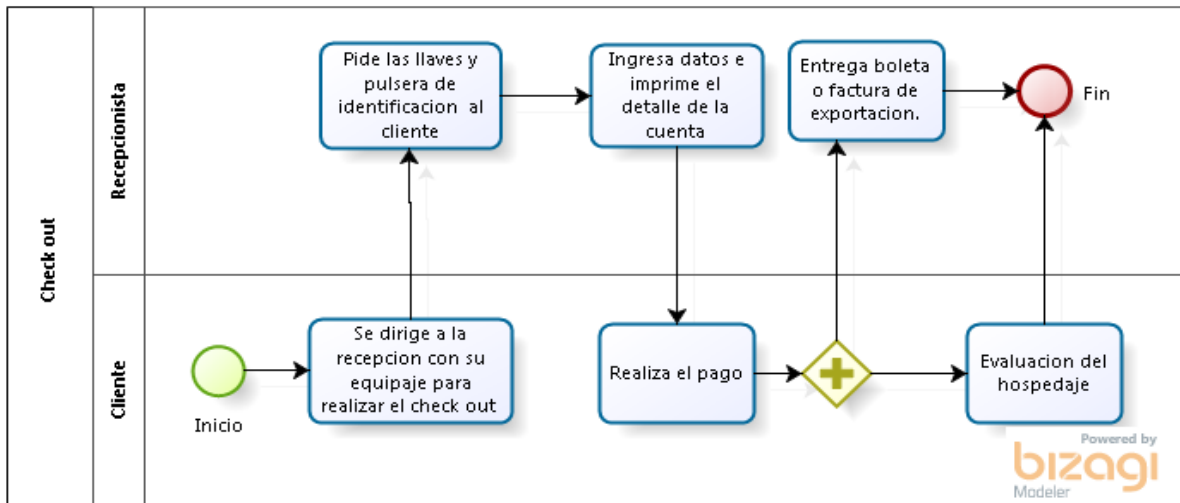 Check out
Recepcionista
Pide las llaves y
pulsera de
identificacion al
cliente
Ingresa datos e
imprime el
detalle de la
cuenta
Entrega boleta
o factura de
exportacion.
Fin
Cliente
Inicio
Se dirige a la
recepcion con su
equipaje para
realizar el check out
Realiza el pago
Evaluacion del
hospedaje
Powered by
bizagi
Modeler